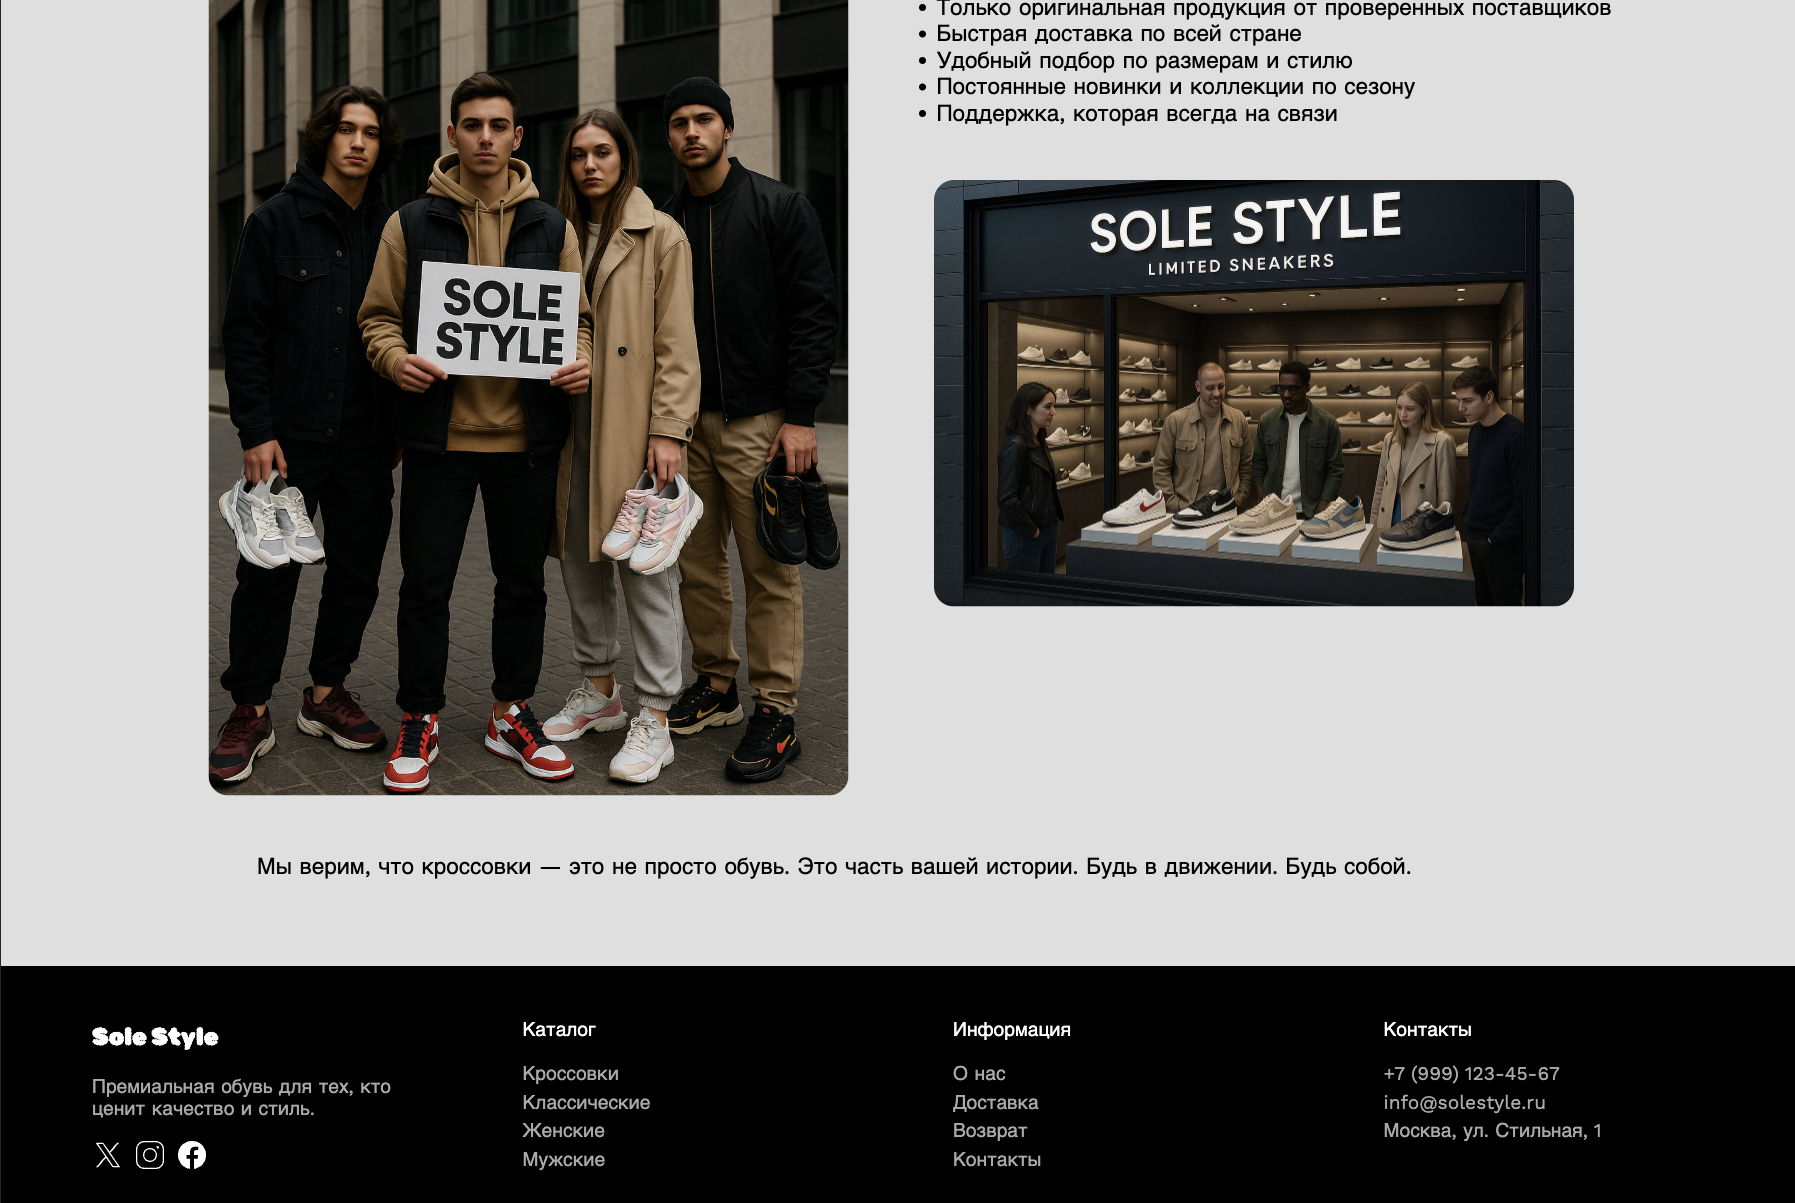 • Только оригинальная продукция от проверенных поставщиков
• Быстрая доставка по всей стране
• Удобный подбор по размерам и стилю
• Постоянные новинки и коллекции по сезону
• Поддержка, которая всегда на связи
SOLE
STYLE
SOLE STYLE
LIMITED SNEAKERS
Мы верим, что кроссовки — это не просто обувь. Это часть вашей истории. Будь в движении. Будь собой.
Sole Style
Премиальная обувь для тех, кто
ценит качество и стиль.
Каталог
Кроссовки
Классические
Женские
Мужские
Информация
О нас
Доставка
Возврат
Контакты
Контакты
+7 (999) 123-45-67
info@solestyle.ru
Москва, ул. Стильная, 1